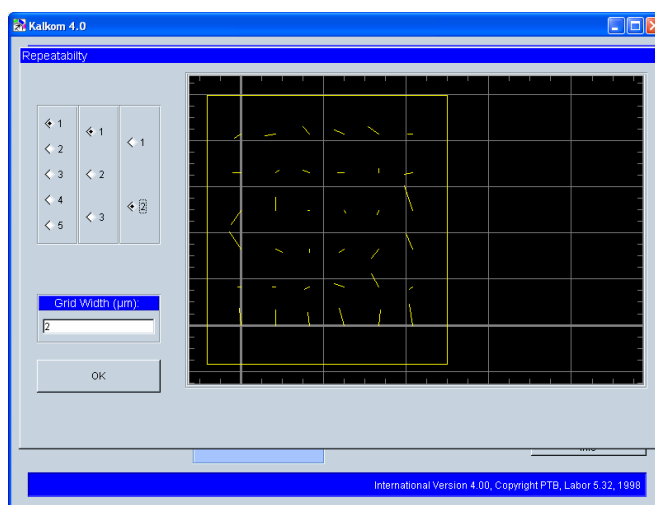 Kalkom 4.0
Repeatabilty
1
2
3
4
5
1
2
3
1
2
Grid Width (µm):
2
OK
International Version 4.00, Copyright PTB, Labor 5.32, 1998